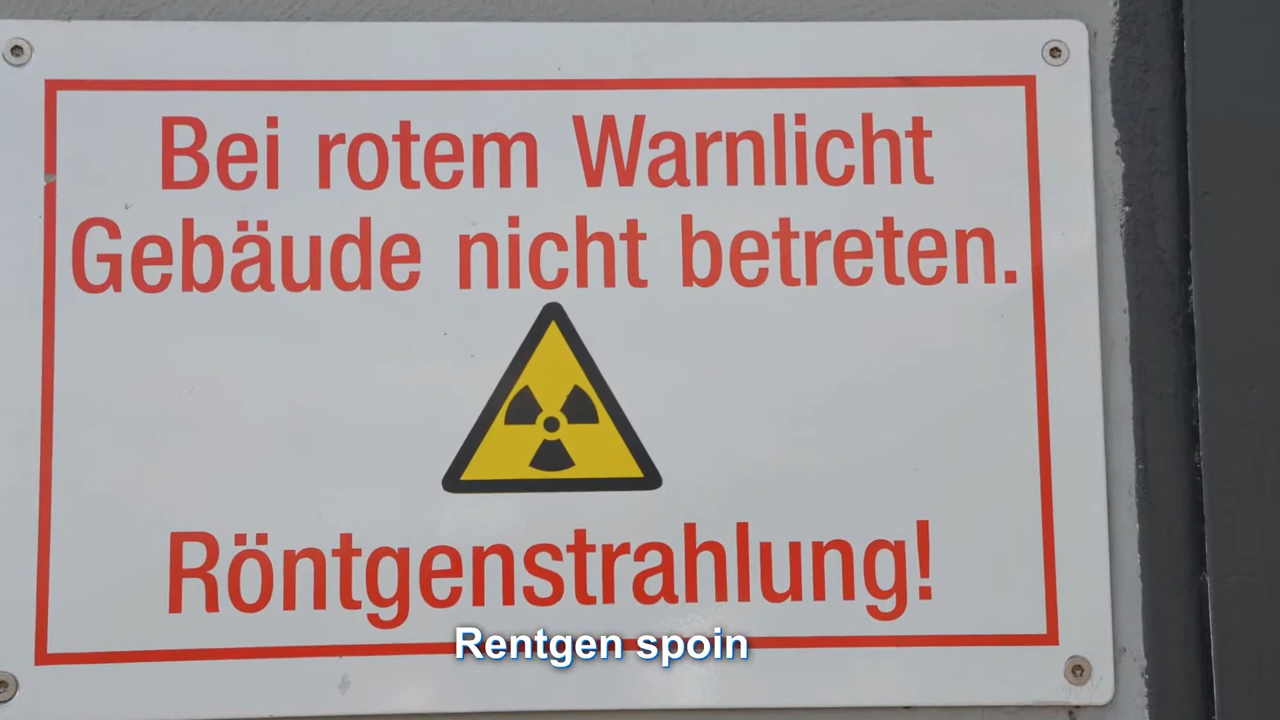 Bei rotem Warnlicht
Gebäude nicht betreten.
Röntgenstrahlung!
Rentgen spoin